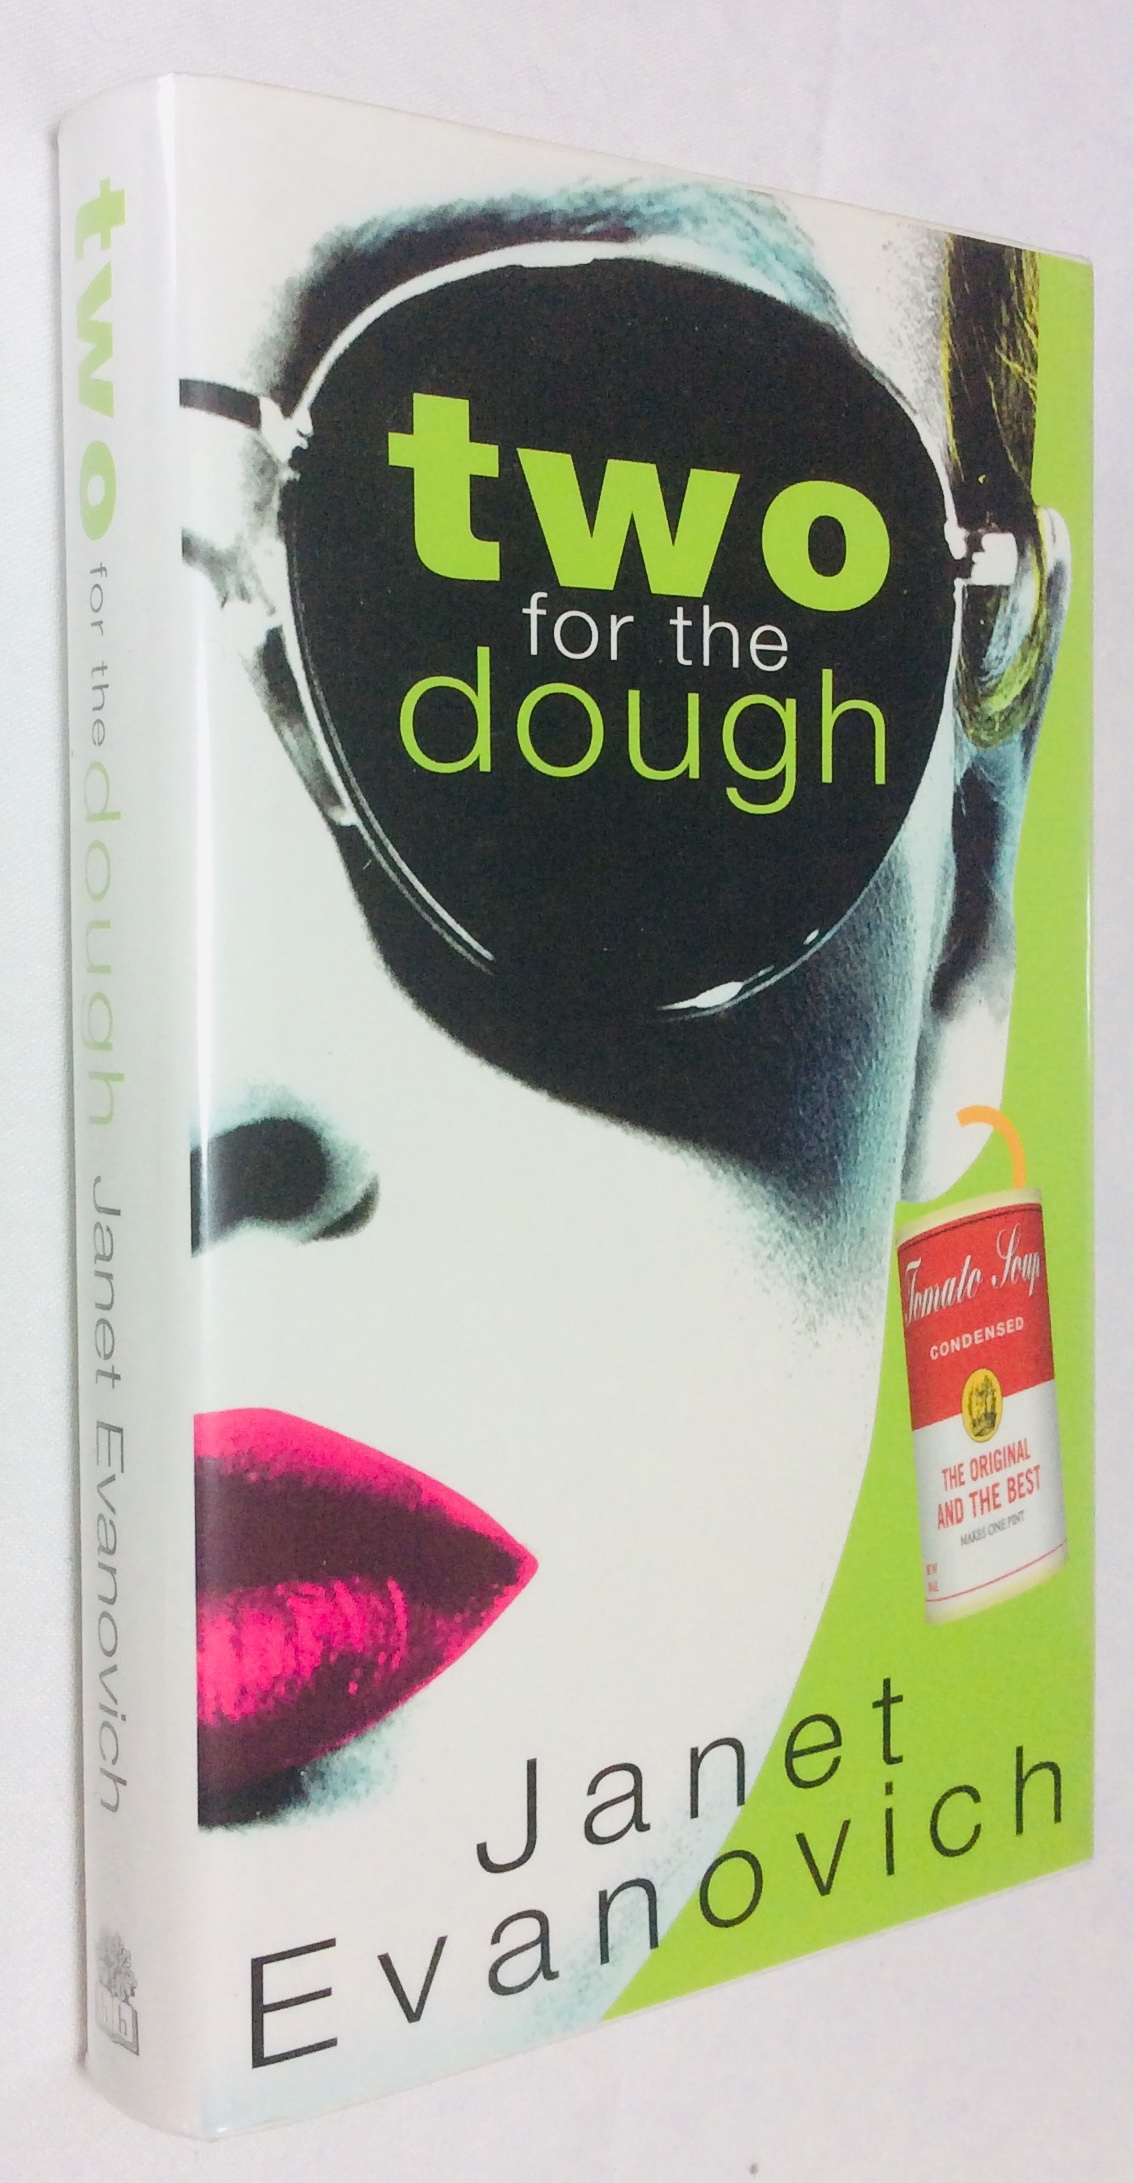 two for the dough Janet Evanovich
two
for the
dough
Tomato Soup
CONDENSED
THE ORIGINAL
AND THE BEST
MAKES ONE PINT
Janet
Evanovich